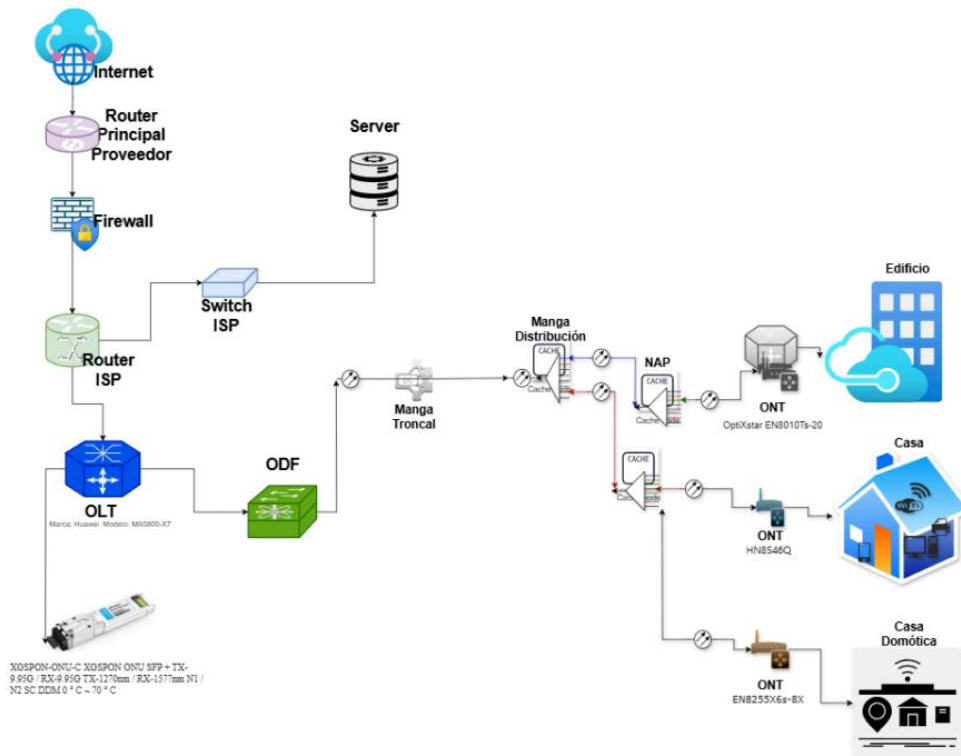 Internet
Router
Principal
Proveedor
Server
Firewall
Switch
ISP
Router
ISP
OLT
Marca: Huawei Modelo: MA5800-X7
ODF
Manga
Troncal
Manga
Distribución
CACHE
NAP
CACHE
CACHE
ONT
OptiXstar EN8010Ts-20
Edificio
Casa
WiFi
ONT
HN8546Q
Casa
Domótica
ONT
EN8255X6s-8X
XGSPON-ONU-C XGSPON ONU SFP + TX-
9.95G / RX-9.95G TX-1270nm / RX-1577nm N1 /
N2 SC DDM 0 ° C ~ 70 ° C